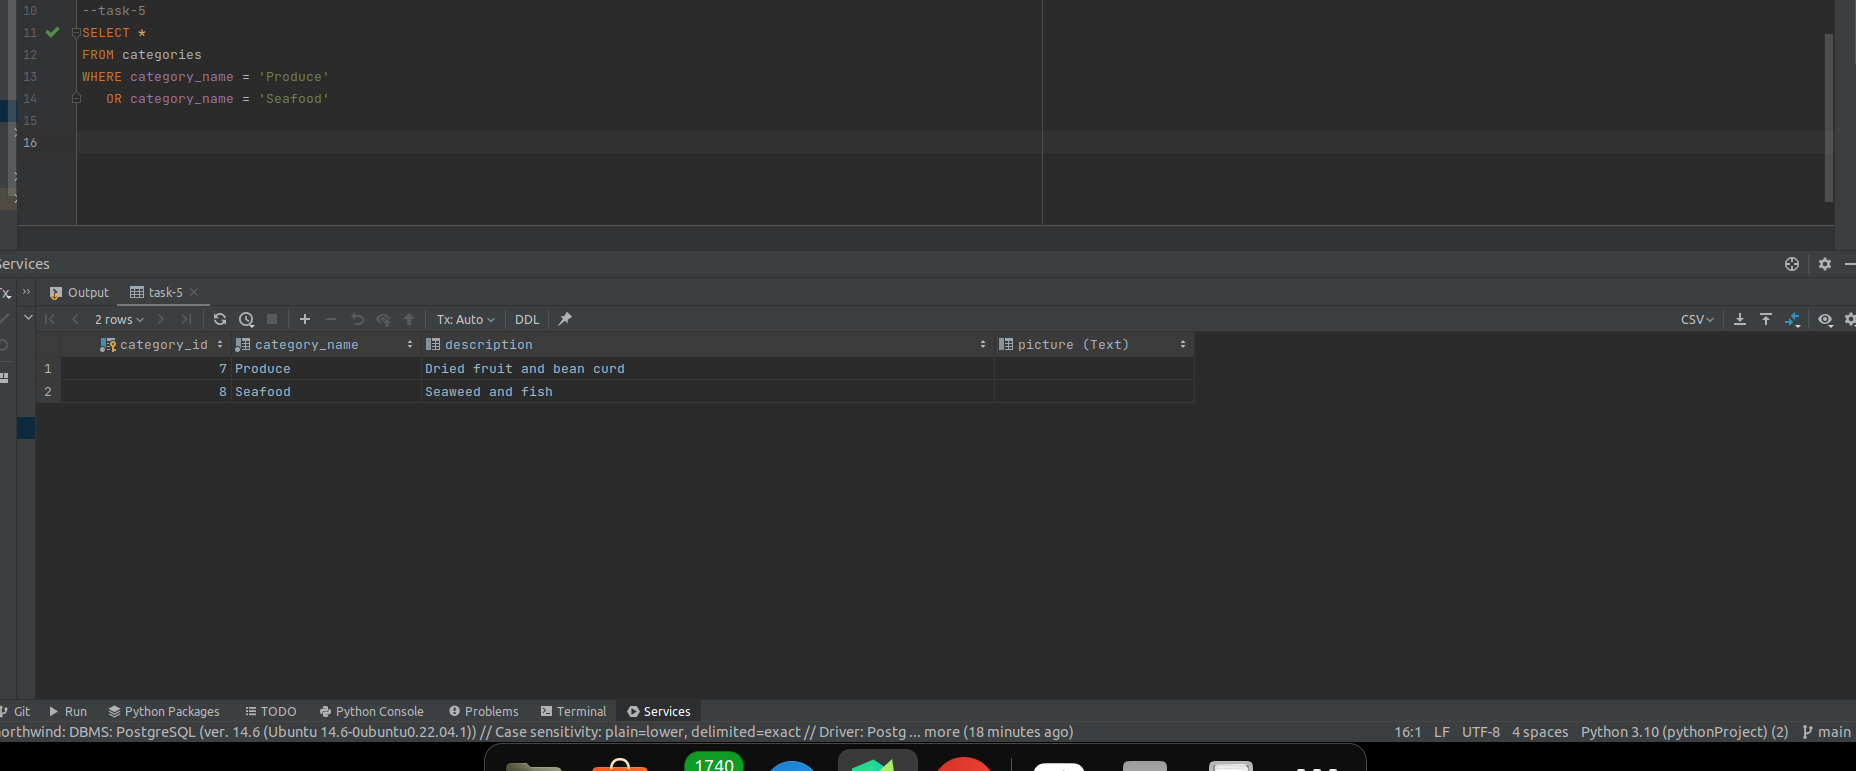 10 --task-5
11 SELECT *
12 FROM categories
13 WHERE category_name = 'Produce'
14 OR category_name = 'Seafood'
15
16
Services
Tx Output task-5
2 rows Tx: Auto DDL CSV
category_id category_name description picture (Text)
1 7 Produce Dried fruit and bean curd
2 8 Seafood Seaweed and fish
Git Run Python Packages TODO Python Console Problems Terminal Services
orthwind: DBMS: PostgreSQL (ver. 14.6 (Ubuntu 14.6-0ubuntu0.22.04.1)) // Case sensitivity: plain=lower, delimited=exact // Driver: Postg ... more (18 minutes ago) 16:1 LF UTF-8 4 spaces Python 3.10 (pythonProject) (2) main
1740